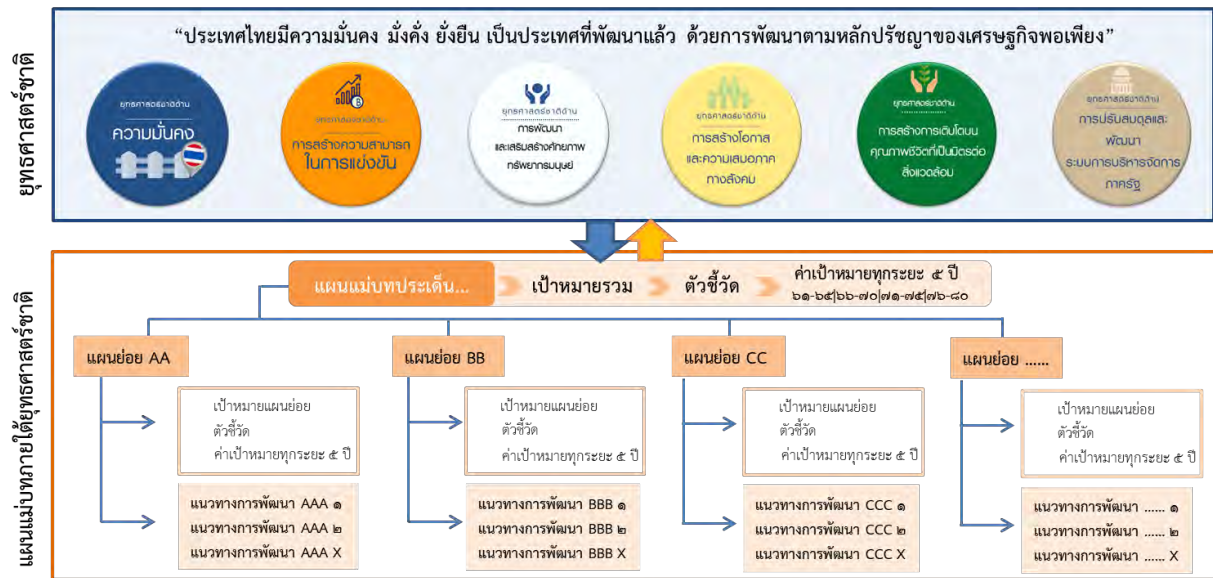 ยุทธศาสตร์ชาติ
“ประเทศไทยมีความมั่นคง มั่งคั่ง ยั่งยืน เป็นประเทศที่พัฒนาแล้ว ด้วยการพัฒนาตามหลักปรัชญาของเศรษฐกิจพอเพียง”
ยุทธศาสตร์ชาติด้าน
ความมั่นคง
ยุทธศาสตร์ชาติด้าน
การสร้างความสามารถ
ในการแข่งขัน
ยุทธศาสตร์ชาติด้าน
การพัฒนา
และเสริมสร้างศักยภาพ
ทรัพยากรมนุษย์
ยุทธศาสตร์ชาติด้าน
การสร้างโอกาส
และความเสมอภาค
ทางสังคม
ยุทธศาสตร์ชาติด้าน
การสร้างการเติบโตบน
คุณภาพชีวิตที่เป็นมิตรต่อ
สิ่งแวดล้อม
ยุทธศาสตร์ชาติด้าน
การปรับสมดุลและ
พัฒนา
ระบบการบริหารจัดการ
ภาครัฐ
แผนแม่บทภายใต้ยุทธศาสตร์ชาติ
แผนแม่บทประเด็น...
เป้าหมายรวม
ตัวชี้วัด
ค่าเป้าหมายทุกระยะ ๕ ปี
๖๑-๖๕|๖๖-๗๐|๗๑-๗๕|๗๖-๘๐
แผนย่อย AA
เป้าหมายแผนย่อย
ตัวชี้วัด
ค่าเป้าหมายทุกระยะ ๕ ปี
แนวทางการพัฒนา AAA ๑
แนวทางการพัฒนา AAA ๒
แนวทางการพัฒนา AAA X
แผนย่อย BB
เป้าหมายแผนย่อย
ตัวชี้วัด
ค่าเป้าหมายทุกระยะ ๕ ปี
แนวทางการพัฒนา BBB ๑
แนวทางการพัฒนา BBB ๒
แนวทางการพัฒนา BBB X
แผนย่อย CC
เป้าหมายแผนย่อย
ตัวชี้วัด
ค่าเป้าหมายทุกระยะ ๕ ปี
แนวทางการพัฒนา CCC ๑
แนวทางการพัฒนา CCC ๒
แนวทางการพัฒนา CCC X
แผนย่อย ......
เป้าหมายแผนย่อย
ตัวชี้วัด
ค่าเป้าหมายทุกระยะ ๕ ปี
แนวทางการพัฒนา ...... ๑
แนวทางการพัฒนา ...... ๒
แนวทางการพัฒนา ...... X